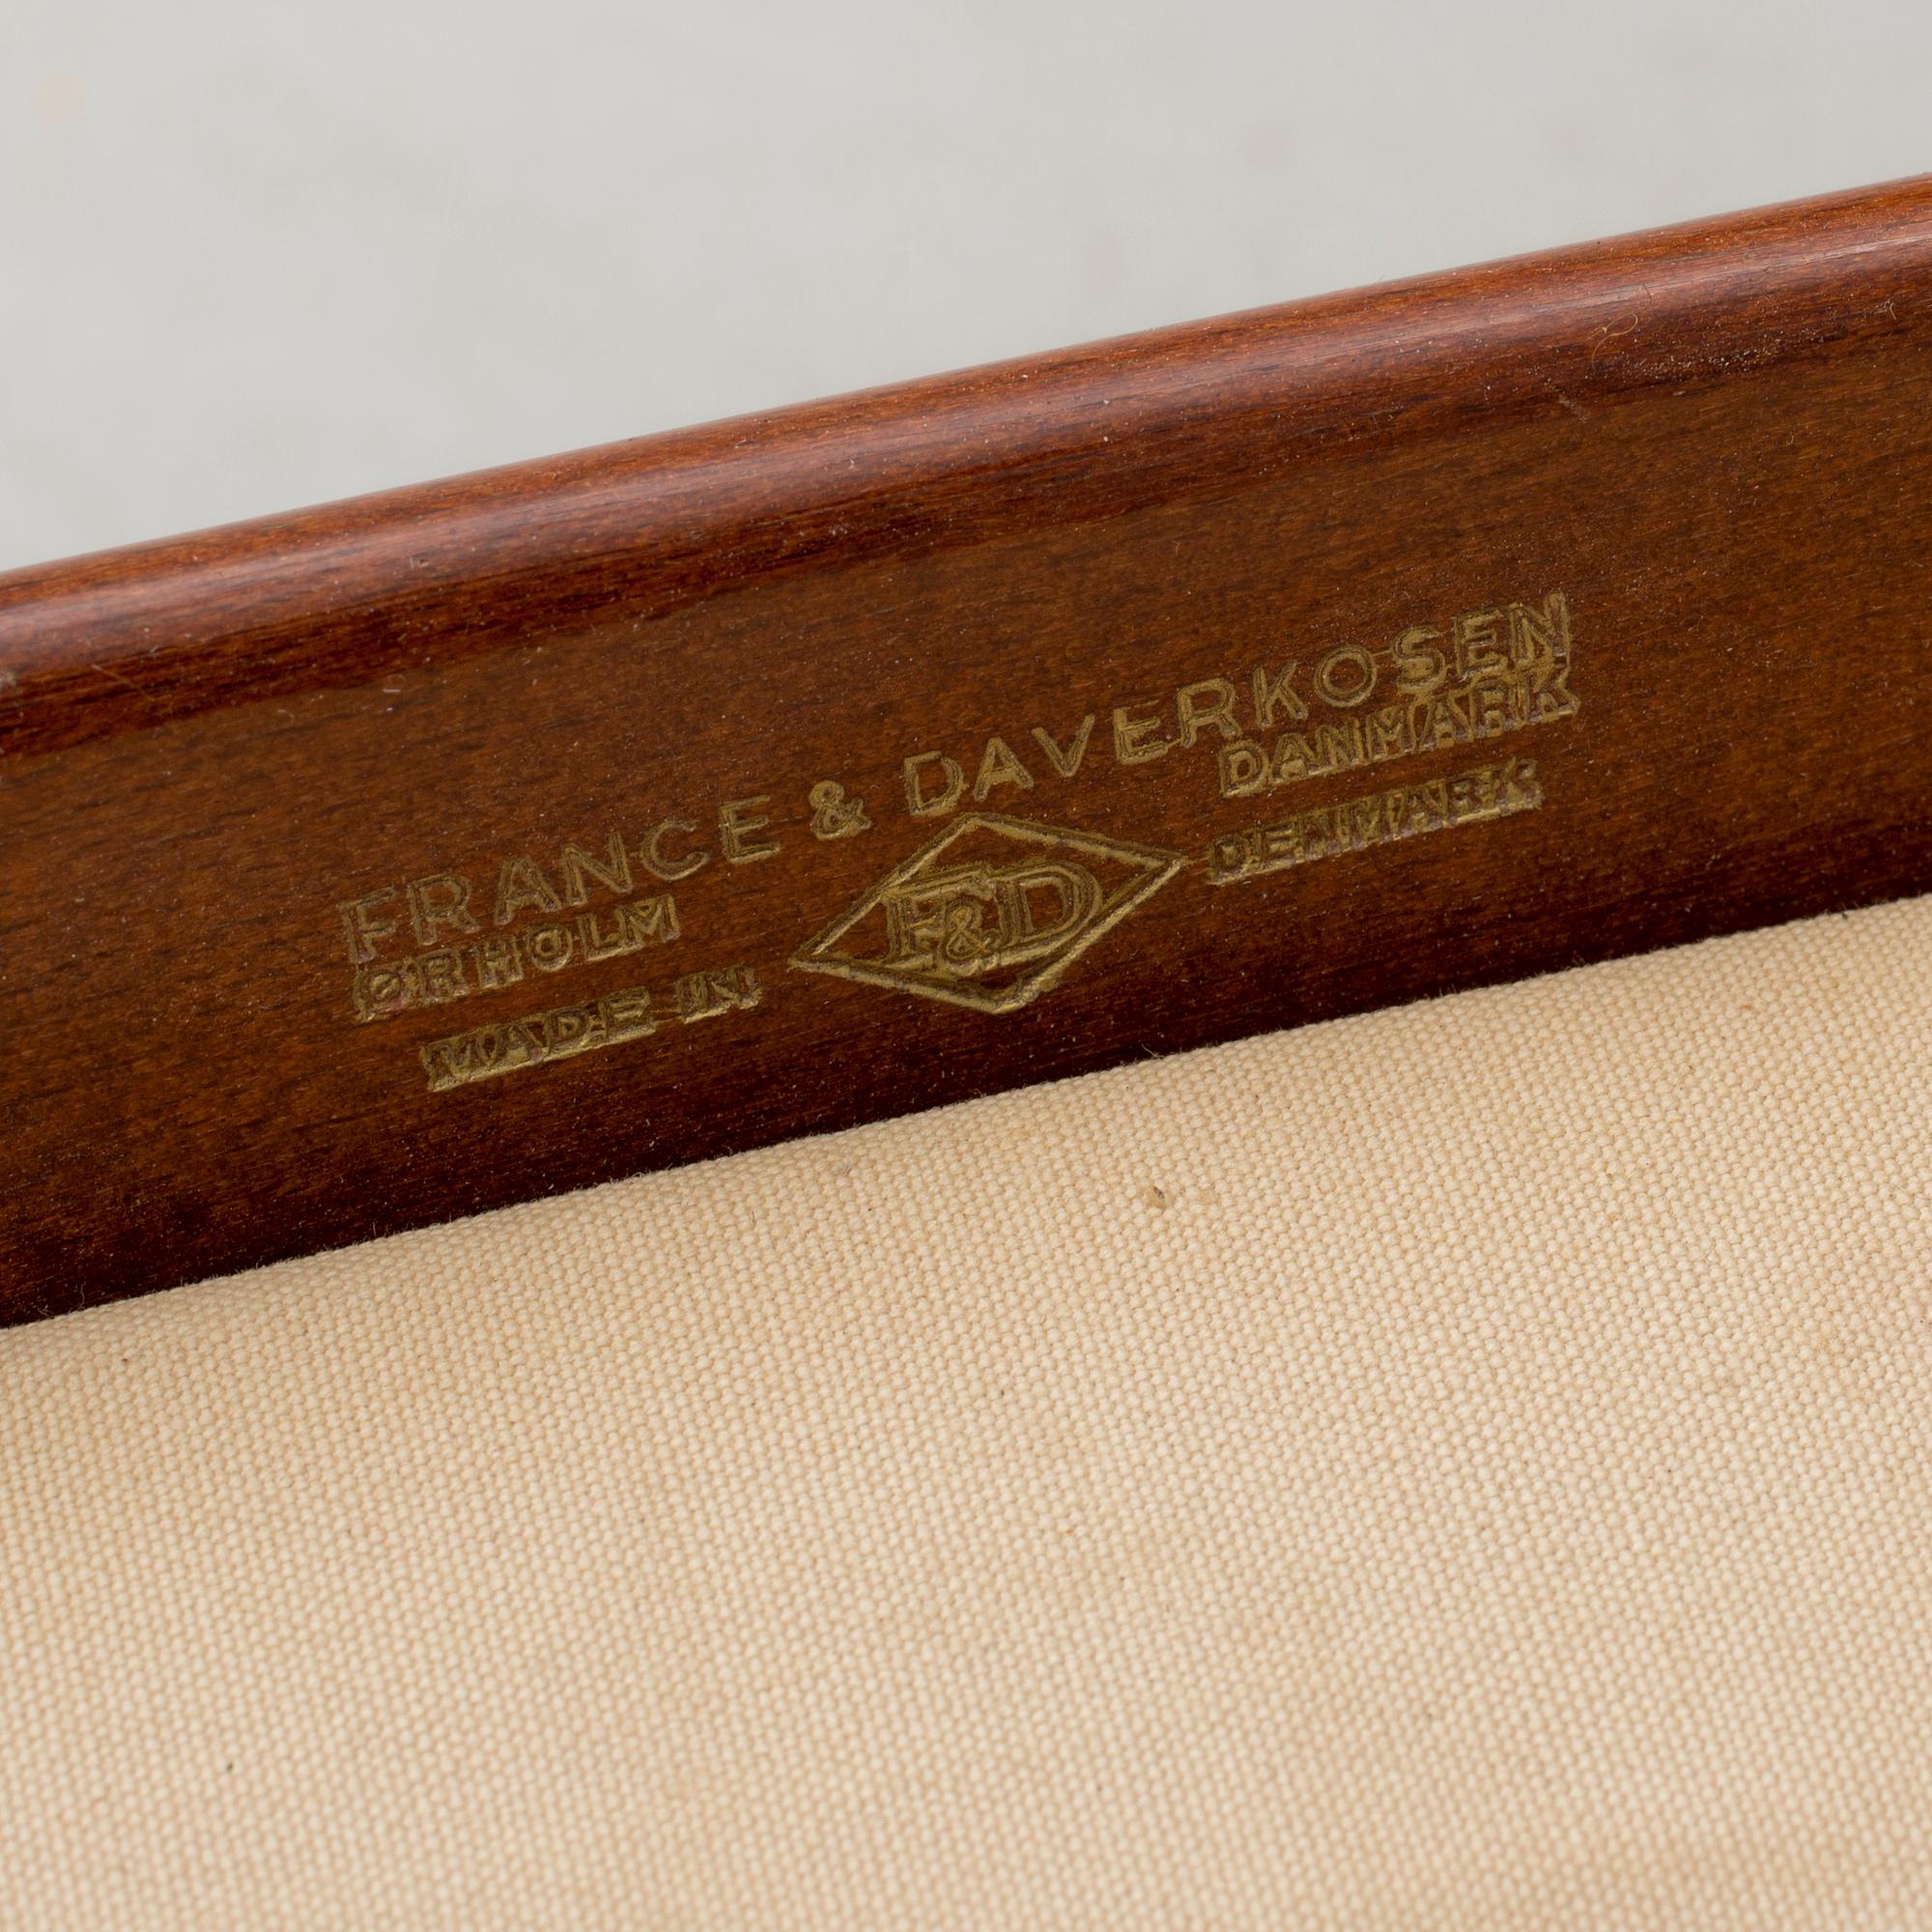 FRANCE & DAVERKOSEN
ØRHOLM DANMARK
F&D
MADE IN DENMARK